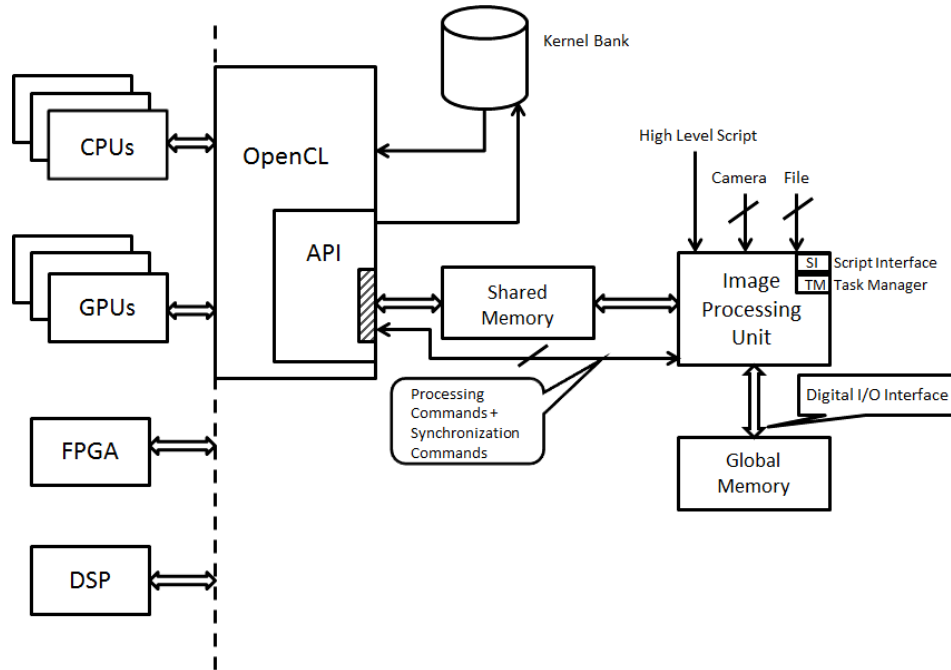 Kernel Bank
CPUs
OpenCL
High Level Script
Camera
File
API
GPUs
Shared
Memory
Image
Processing
Unit
SI
Script Interface
TM
Task Manager
Processing
Commands +
Synchronization
Commands
Digital I/O Interface
FPGA
Global
Memory
DSP